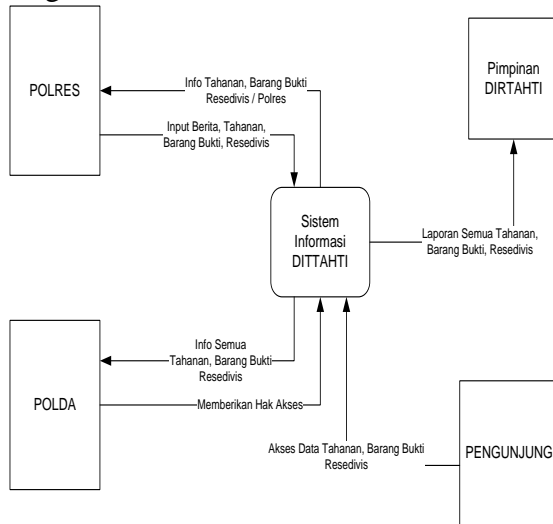 POLRES
Info Tahanan, Barang Bukti
Resedivis / Polres
Input Berita, Tahanan,
Barang Bukti, Resedivis
Pimpinan
DIRTAHTI
Sistem
Informasi
DITTAHTI
Laporan Semua Tahanan,
Barang Bukti, Resedivis
POLDA
Info Semua
Tahanan, Barang Bukti
Resedivis
Memberikan Hak Akses
Akses Data Tahanan, Barang Bukti
Resedivis
PENGUNJUNG